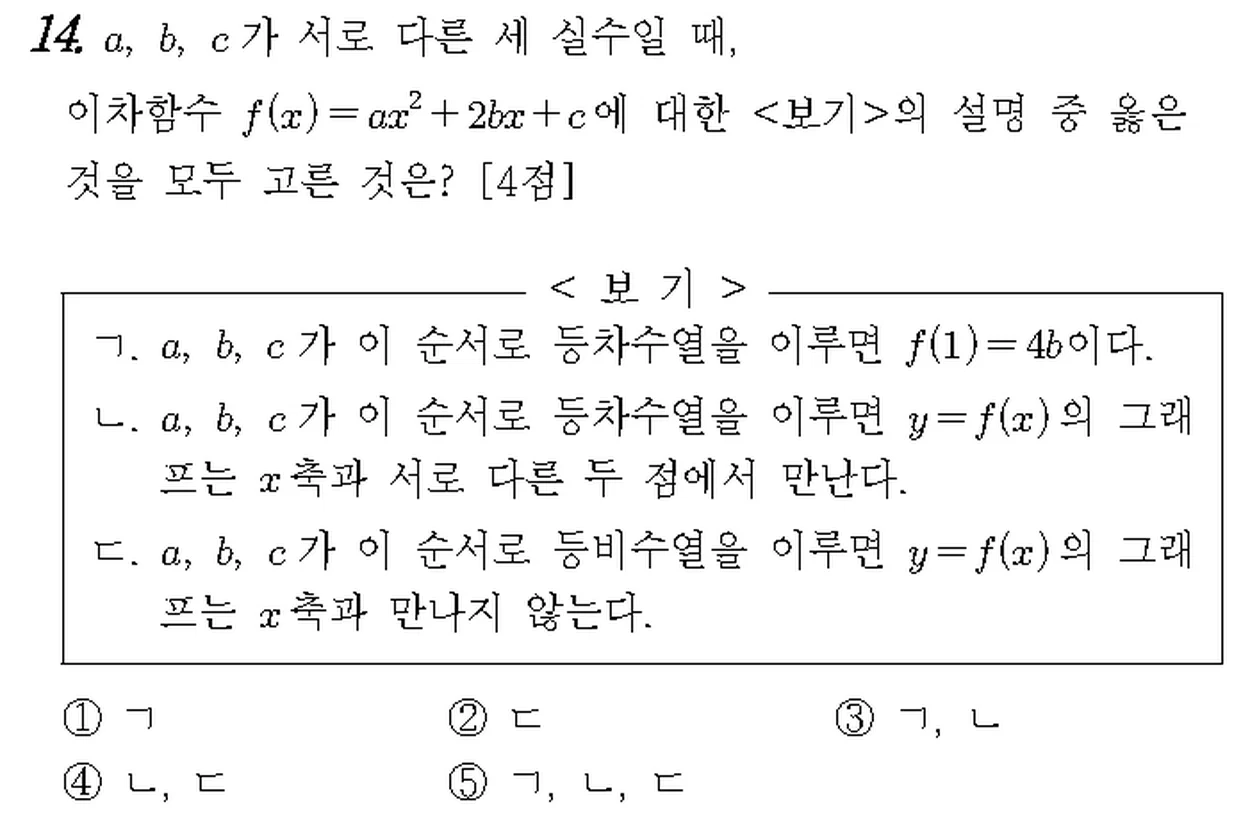 14. a, b, c가 서로 다른 세 실수일 때,
이차함수 f(x)=ax²+2bx+c에 대한 <보기>의 설명 중 옳은
것을 모두 고른 것은? [4점]
< 보 기 >
ㄱ. a, b, c가 이 순서로 등차수열을 이루면 f(1)=4b이다.
ㄴ. a, b, c가 이 순서로 등차수열을 이루면 y=f(x)의 그래
프는 x축과 서로 다른 두 점에서 만난다.
ㄷ. a, b, c가 이 순서로 등비수열을 이루면 y=f(x)의 그래
프는 x축과 만나지 않는다.
① ㄱ ② ㄷ ③ ㄱ, ㄴ
④ ㄴ, ㄷ ⑤ ㄱ, ㄴ, ㄷ